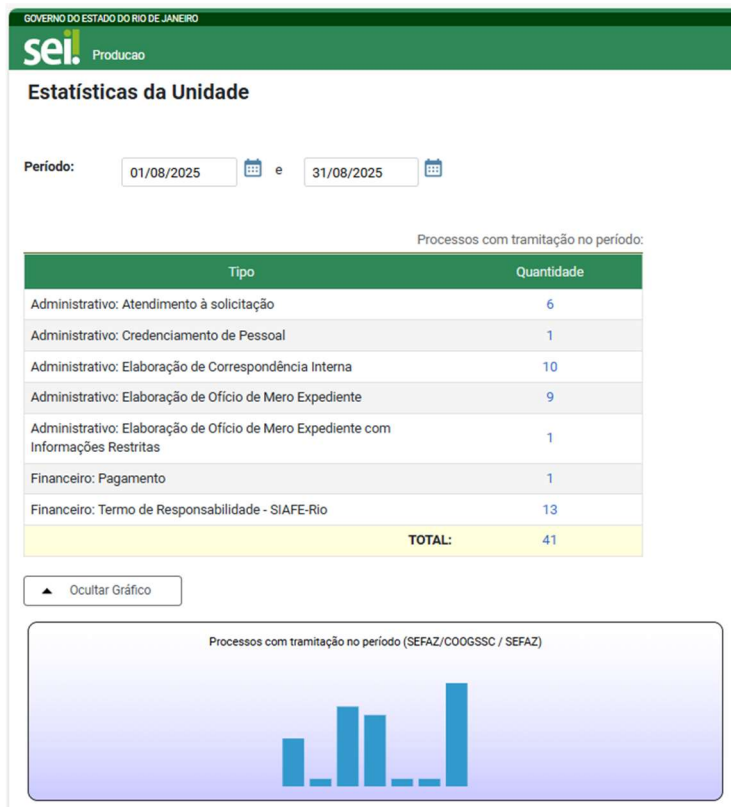 GOVERNO DO ESTADO DO RIO DE JANEIRO
sei! Producao
Estatísticas da Unidade
Período: 01/08/2025 e 31/08/2025
Processos com tramitação no período:
Tipo Quantidade
Administrativo: Atendimento à solicitação 6
Administrativo: Credenciamento de Pessoal 1
Administrativo: Elaboração de Correspondência Interna 10
Administrativo: Elaboração de Ofício de Mero Expediente 9
Administrativo: Elaboração de Ofício de Mero Expediente com
Informações Restritas 1
Financeiro: Pagamento 1
Financeiro: Termo de Responsabilidade - SIAFE-Rio 13
TOTAL: 41
Ocultar Gráfico
Processos com tramitação no período (SEFAZ/COOGSSC / SEFAZ)